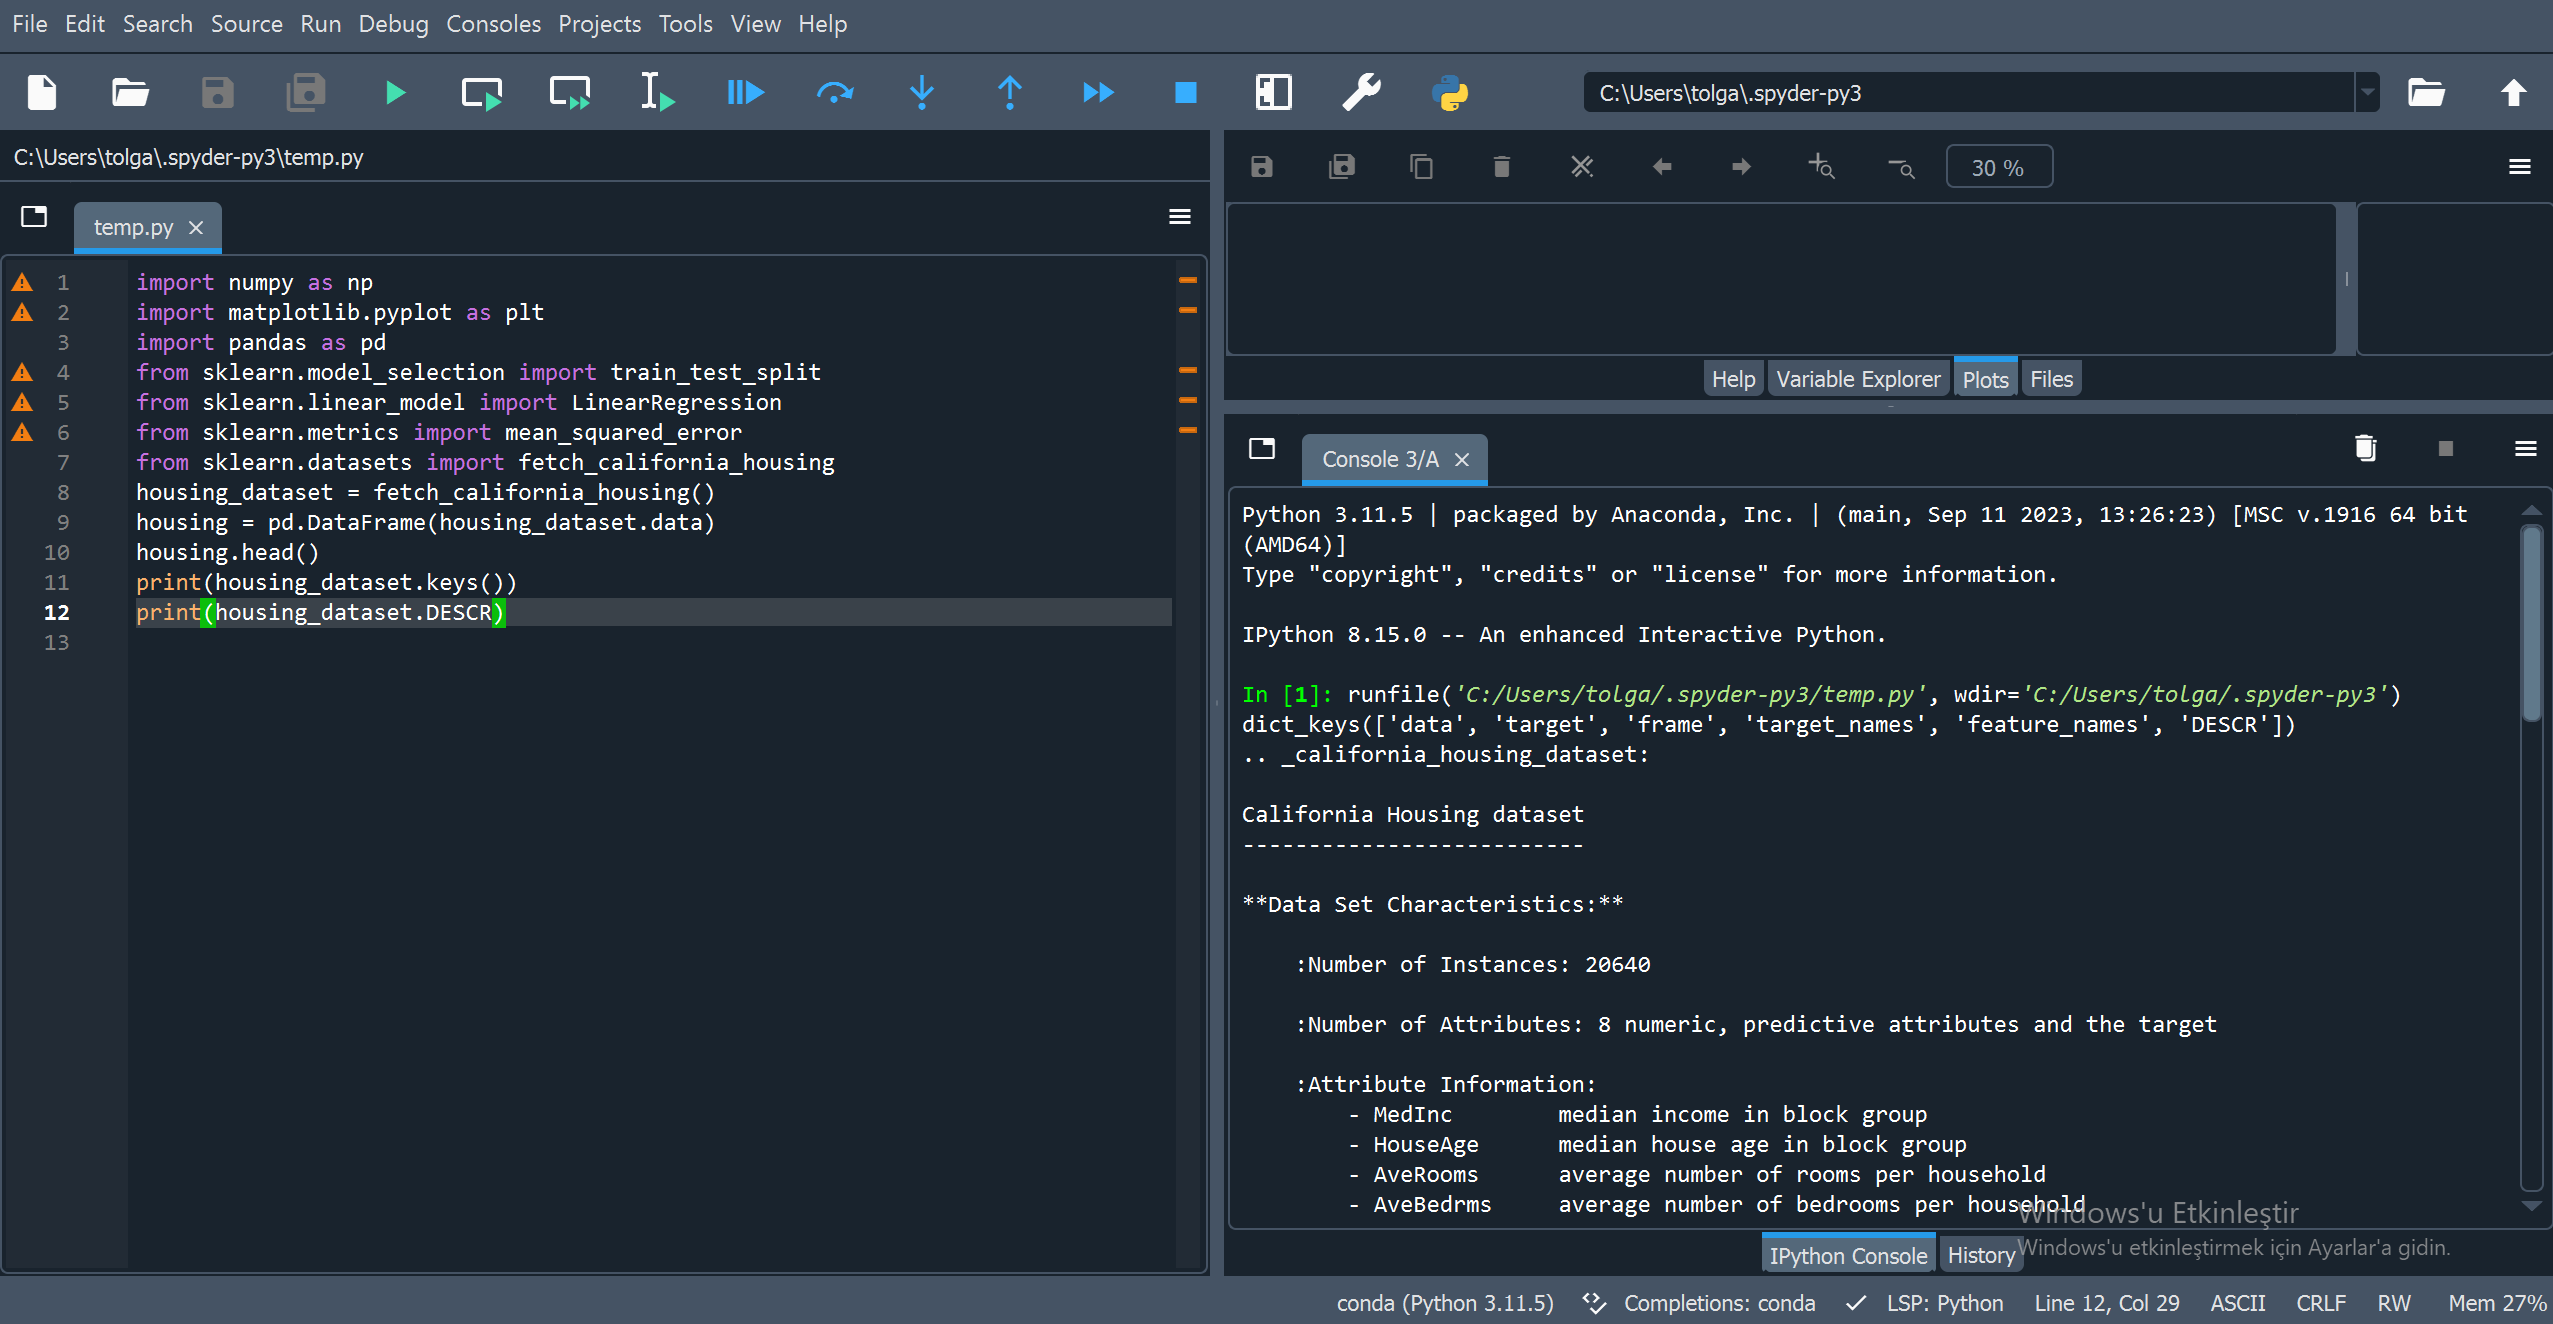 File Edit Search Source Run Debug Consoles Projects Tools View Help
C:\Users\tolga\.spyder-py3
C:\Users\tolga\.spyder-py3\temp.py
temp.py
1 import numpy as np
2 import matplotlib.pyplot as plt
3 import pandas as pd
4 from sklearn.model_selection import train_test_split
5 from sklearn.linear_model import LinearRegression
6 from sklearn.metrics import mean_squared_error
7 from sklearn.datasets import fetch_california_housing
8 housing_dataset = fetch_california_housing()
9 housing = pd.DataFrame(housing_dataset.data)
10 housing.head()
11 print(housing_dataset.keys())
12 print(housing_dataset.DESCR)
13
30 %
Help Variable Explorer Plots Files
Console 3/A
Python 3.11.5 | packaged by Anaconda, Inc. | (main, Sep 11 2023, 13:26:23) [MSC v.1916 64 bit
(AMD64)]
Type "copyright", "credits" or "license" for more information.
IPython 8.15.0 -- An enhanced Interactive Python.
In [1]: runfile('C:/Users/tolga/.spyder-py3/temp.py', wdir='C:/Users/tolga/.spyder-py3')
dict_keys(['data', 'target', 'frame', 'target_names', 'feature_names', 'DESCR'])
.. _california_housing_dataset:
California Housing dataset
--------------------------
**Data Set Characteristics:**
:Number of Instances: 20640
:Number of Attributes: 8 numeric, predictive attributes and the target
:Attribute Information:
- MedInc median income in block group
- HouseAge median house age in block group
- AveRooms average number of rooms per household
- AveBedrms average number of bedrooms per household
Windows'u Etkinleştir
Windows'u etkinleştirmek için Ayarlar'a gidin.
IPython Console History
conda (Python 3.11.5) Completions: conda LSP: Python Line 12, Col 29 ASCII CRLF RW Mem 27%